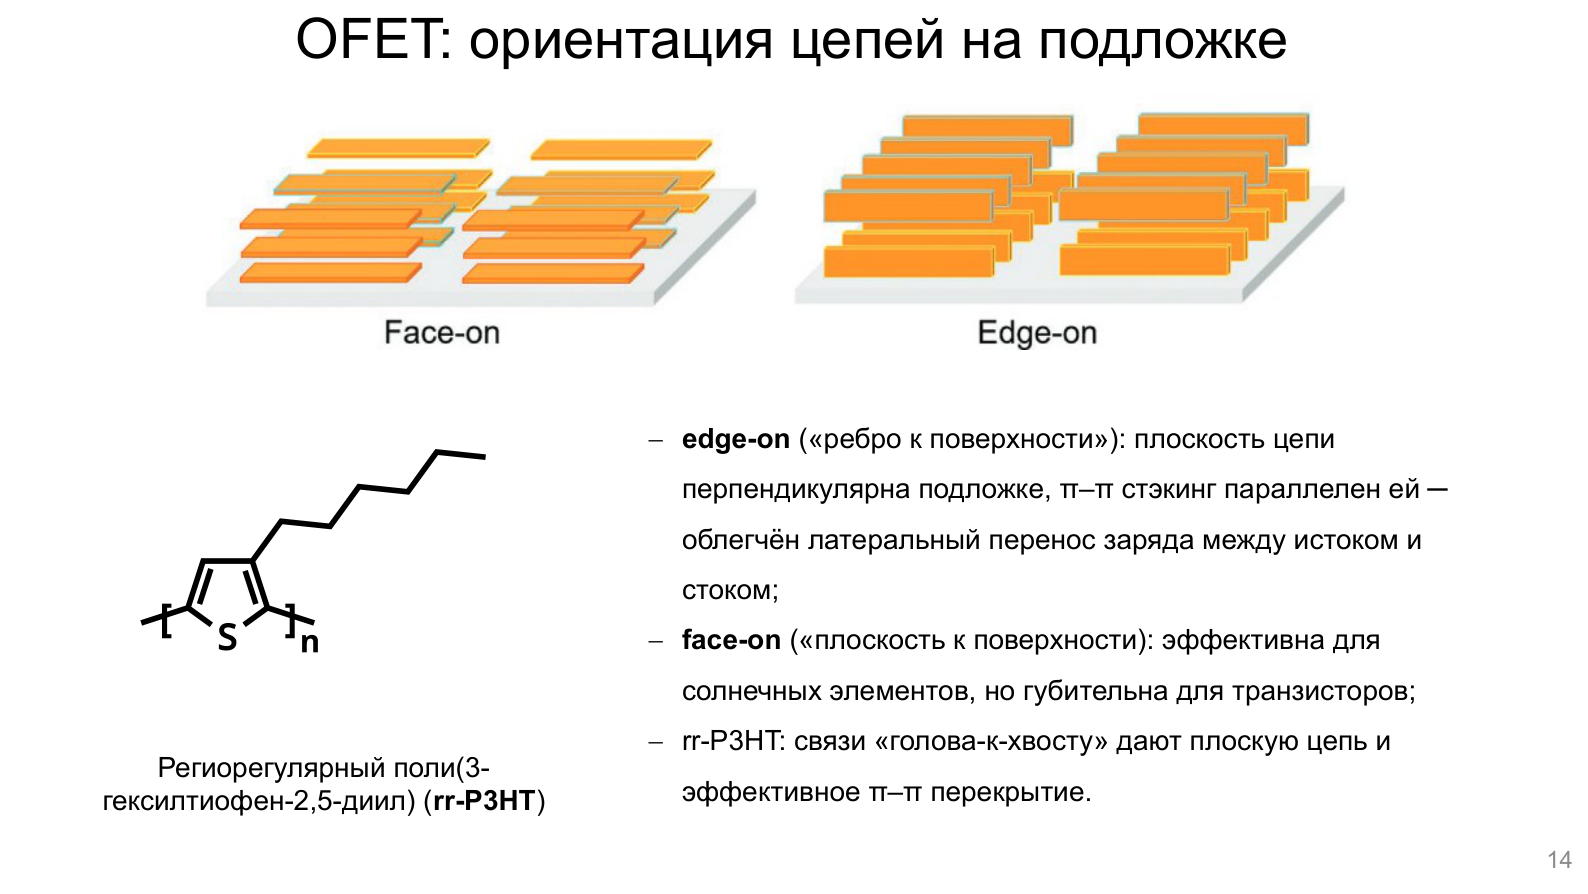 OFET: ориентация цепей на подложке
Face-on
Edge-on
– edge-on («ребро к поверхности»): плоскость цепи
перпендикулярна подложке, π–π стэкинг параллелен ей ─
облегчён латеральный перенос заряда между истоком и
стоком;
– face-on («плоскость к поверхности): эффективна для
солнечных элементов, но губительна для транзисторов;
– rr-P3HT: связи «голова-к-хвосту» дают плоскую цепь и
эффективное π–π перекрытие.
[ S ]n
Региорегулярный поли(3-
гексилтиофен-2,5-диил) (rr-P3HT)
14